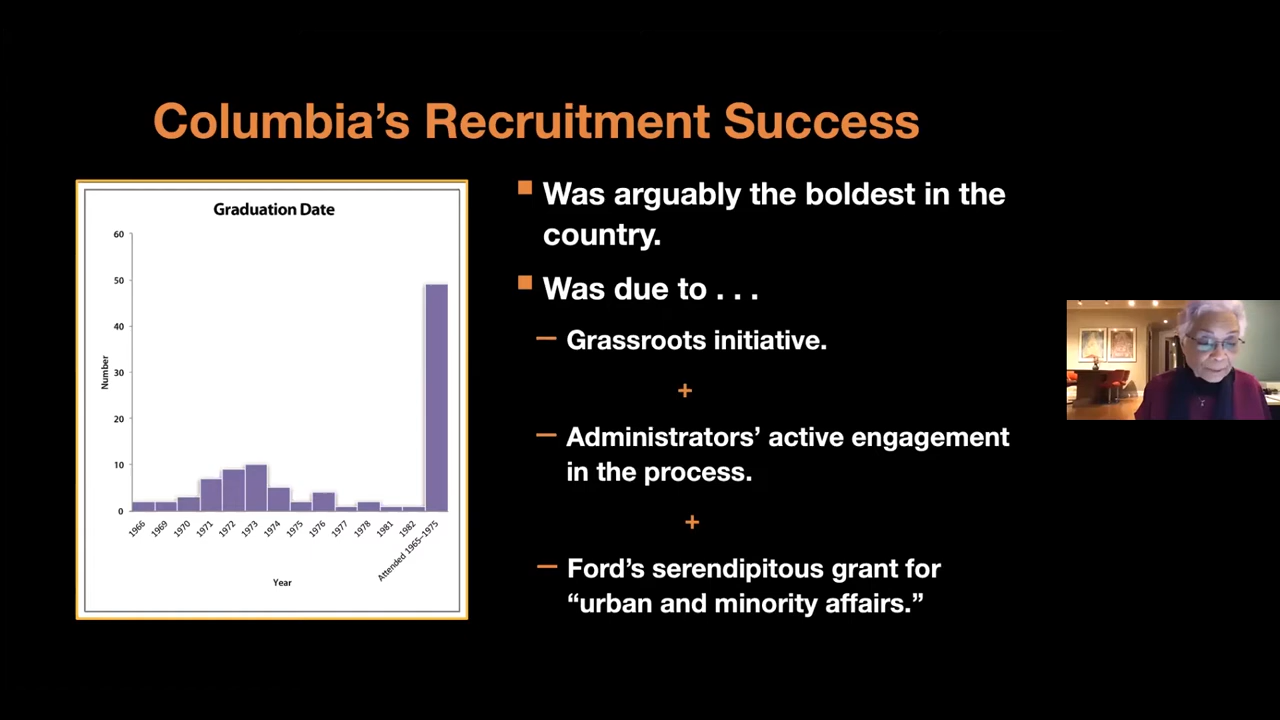 Columbia's Recruitment Success
Graduation Date
60
50
40
30
20
10
0
Number
1966
1969
1970
1971
1972
1973
1974
1975
1976
1977
1978
1981
1982
Attended 1965–1975
Year
Was arguably the boldest in the
country.
Was due to . . .
– Grassroots initiative.
+
– Administrators' active engagement
in the process.
+
– Ford's serendipitous grant for
“urban and minority affairs.”